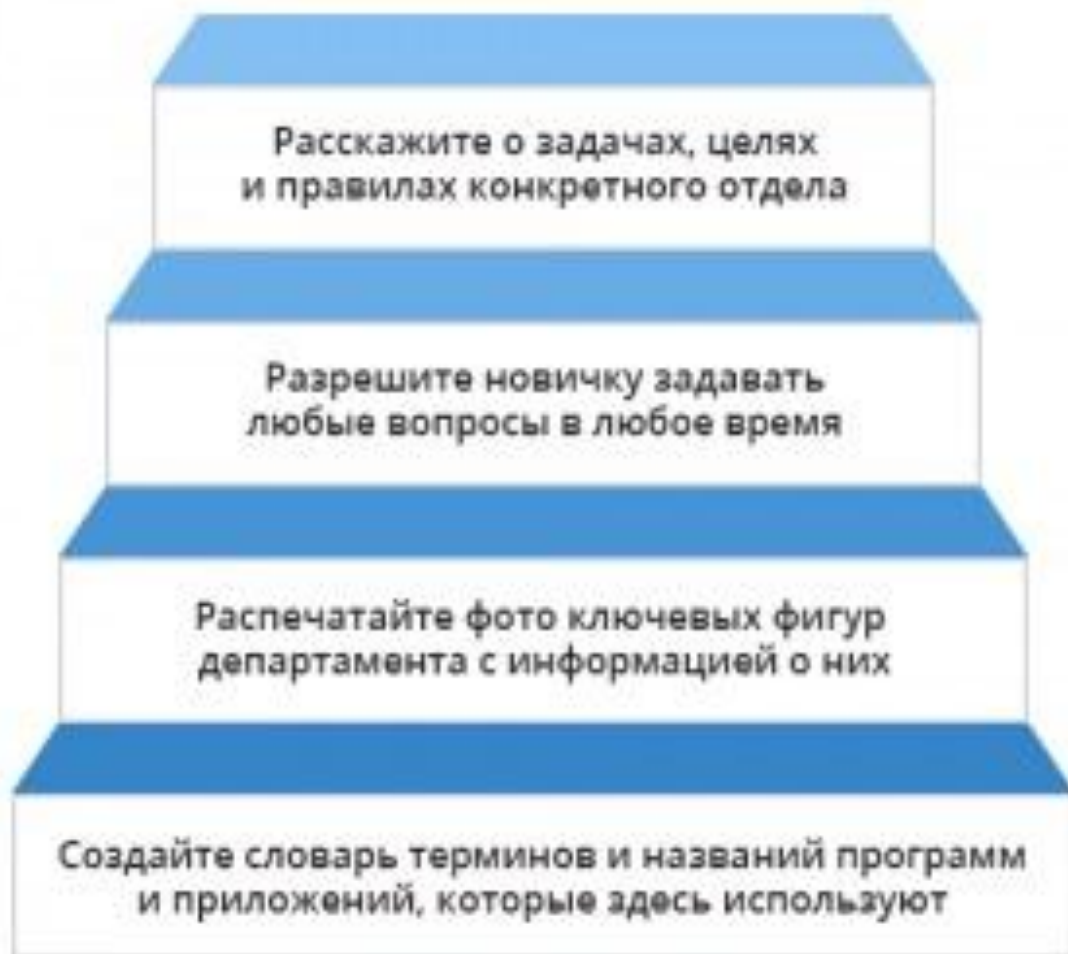 Расскажите о задачах, целях
и правилах конкретного отдела
Разрешите новичку задавать
любые вопросы в любое время
Распечатайте фото ключевых фигур
департамента с информацией о них
Создайте словарь терминов и названий программ
и приложений, которые здесь используют